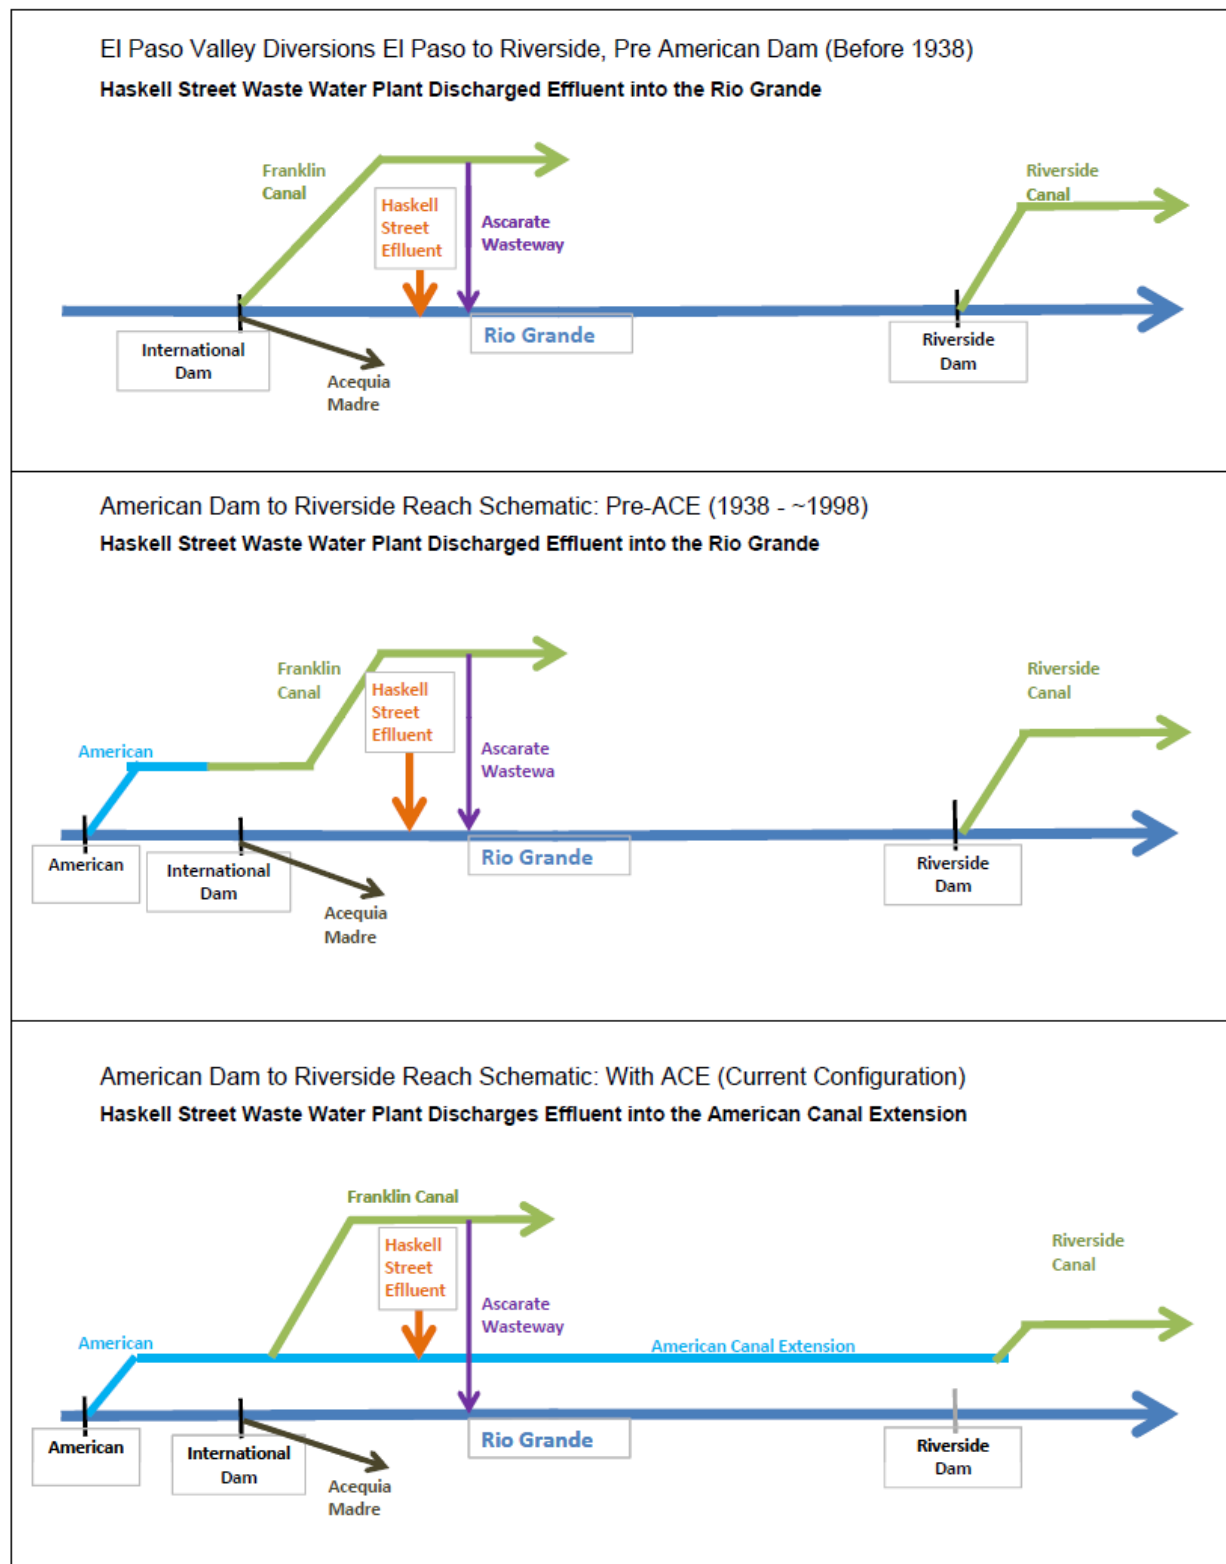 El Paso Valley Diversions El Paso to Riverside, Pre American Dam (Before 1938)
Haskell Street Waste Water Plant Discharged Effluent into the Rio Grande
Franklin
Canal
Haskell
Street
Eflluent
Ascarate
Wasteway
Riverside
Canal
International
Dam
Acequia
Madre
Rio Grande
Riverside
Dam
American Dam to Riverside Reach Schematic: Pre-ACE (1938 - ~1998)
Haskell Street Waste Water Plant Discharged Effluent into the Rio Grande
Franklin
Canal
Haskell
Street
Eflluent
Riverside
Canal
American
Ascarate
Wastewa
American
International
Dam
Acequia
Madre
Rio Grande
Riverside
Dam
American Dam to Riverside Reach Schematic: With ACE (Current Configuration)
Haskell Street Waste Water Plant Discharges Effluent into the American Canal Extension
Franklin Canal
Haskell
Street
Eflluent
Riverside
Canal
Ascarate
Wasteway
American
American Canal Extension
American
International
Dam
Acequia
Madre
Rio Grande
Riverside
Dam